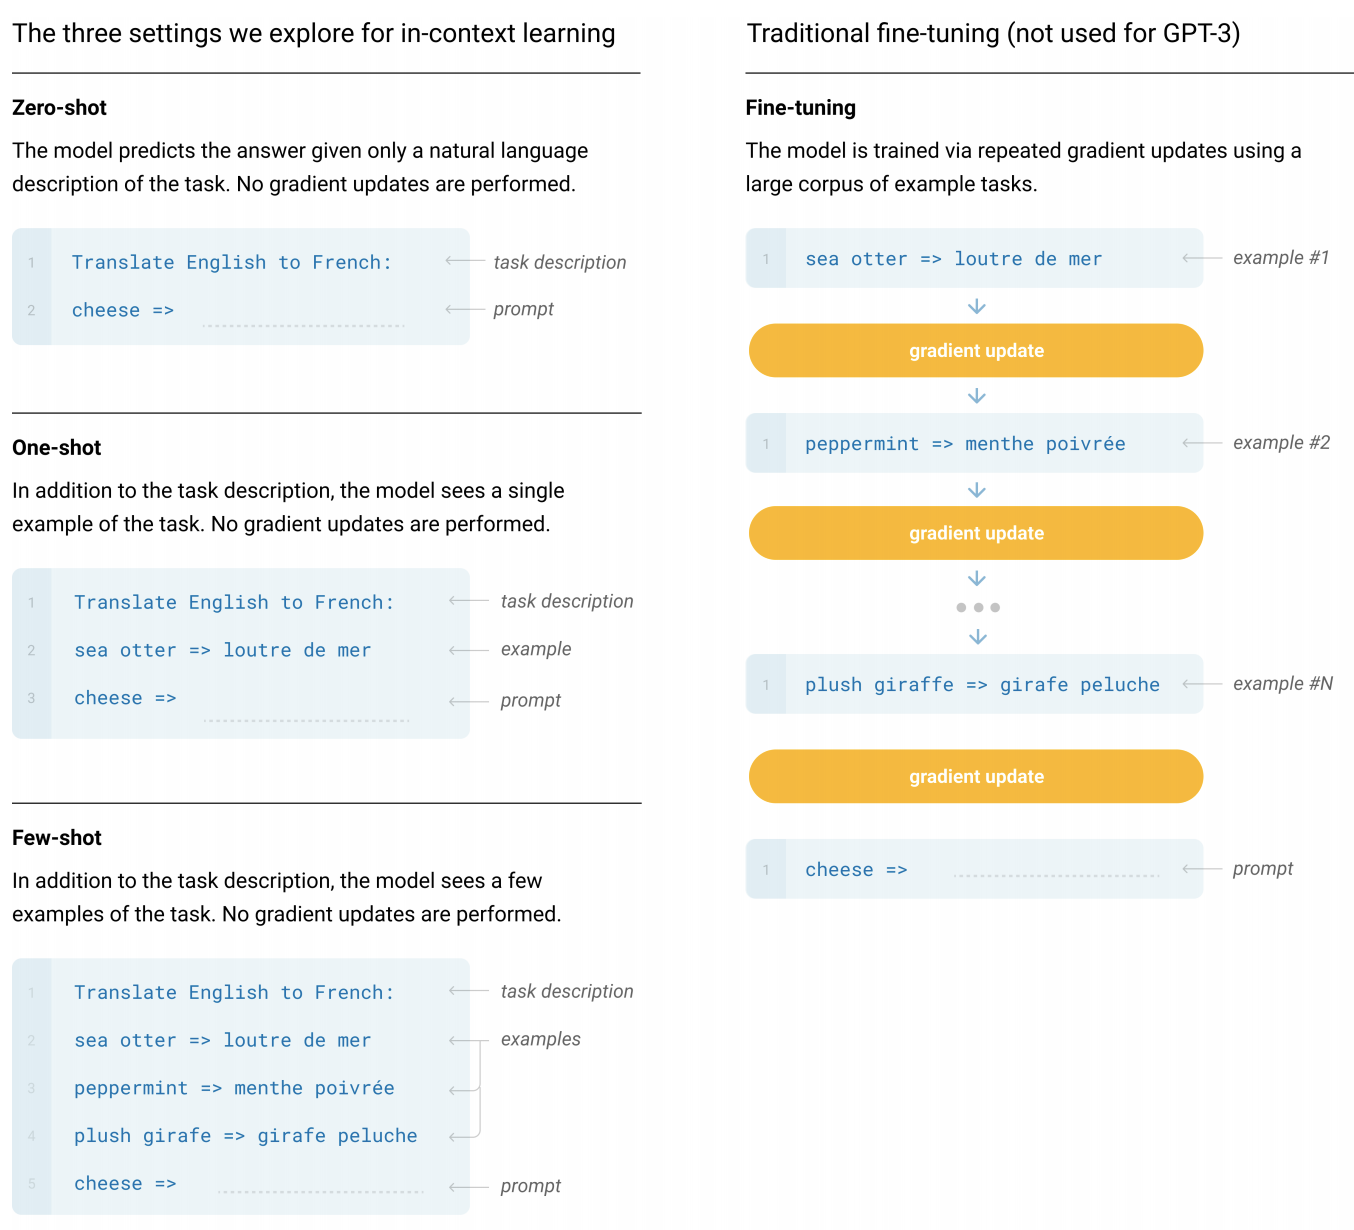 The three settings we explore for in-context learning
Zero-shot
The model predicts the answer given only a natural language
description of the task. No gradient updates are performed.
1 Translate English to French: task description
2 cheese => prompt
One-shot
In addition to the task description, the model sees a single
example of the task. No gradient updates are performed.
1 Translate English to French: task description
2 sea otter => loutre de mer example
3 cheese => prompt
Few-shot
In addition to the task description, the model sees a few
examples of the task. No gradient updates are performed.
1 Translate English to French: task description
2 sea otter => loutre de mer examples
3 peppermint => menthe poivrée
4 plush girafe => girafe peluche
5 cheese => prompt
Traditional fine-tuning (not used for GPT-3)
Fine-tuning
The model is trained via repeated gradient updates using a
large corpus of example tasks.
1 sea otter => loutre de mer example #1
gradient update
1 peppermint => menthe poivrée example #2
gradient update
1 plush giraffe => girafe peluche example #N
gradient update
1 cheese => prompt